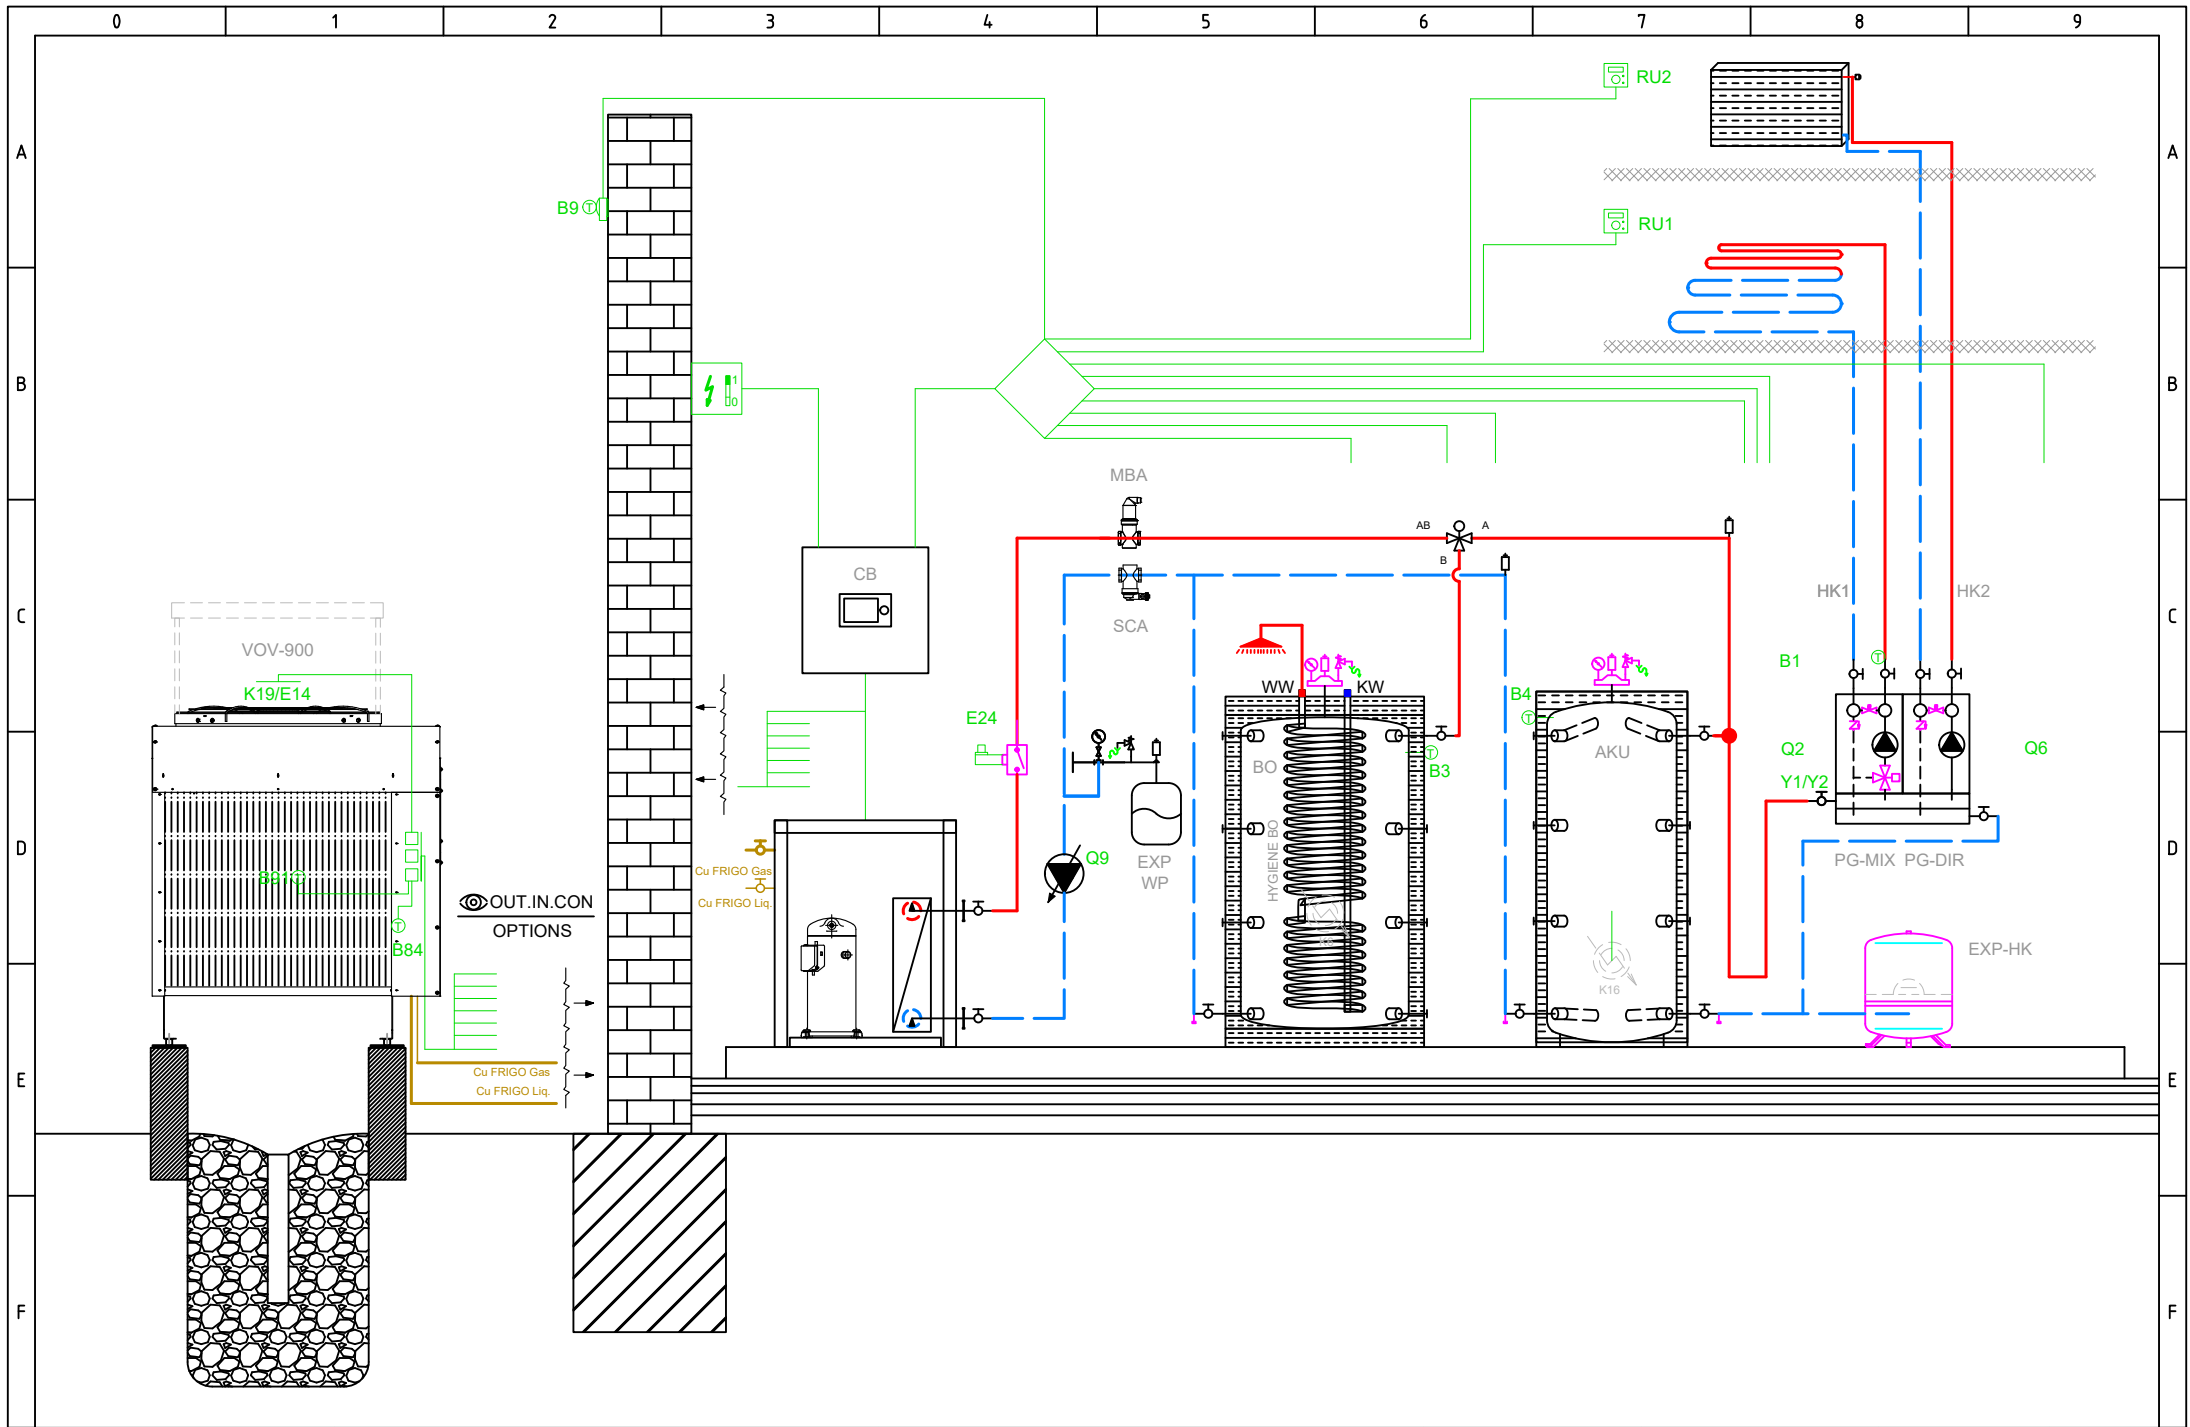 0 1 2 3 4 5 6 7 8 9
RU2
A A
B9
RU1
B B
1
0
MBA
AB A
B
CB
C C
HK1 HK2
SCA
VOV-900
B1
K19/E14
WW KW
B4
E24
Q2 Q6
AKU
BO
B3
Y1/Y2
D D
Q9
EXP
WP
PG-MIX PG-DIR
HYGIENE BO
Cu FRIGO Gas
B91
Cu FRIGO Liq.
OUT.IN.CON
OPTIONS
B84
EXP-HK
K16
E E
Cu FRIGO Gas
Cu FRIGO Liq.
F F